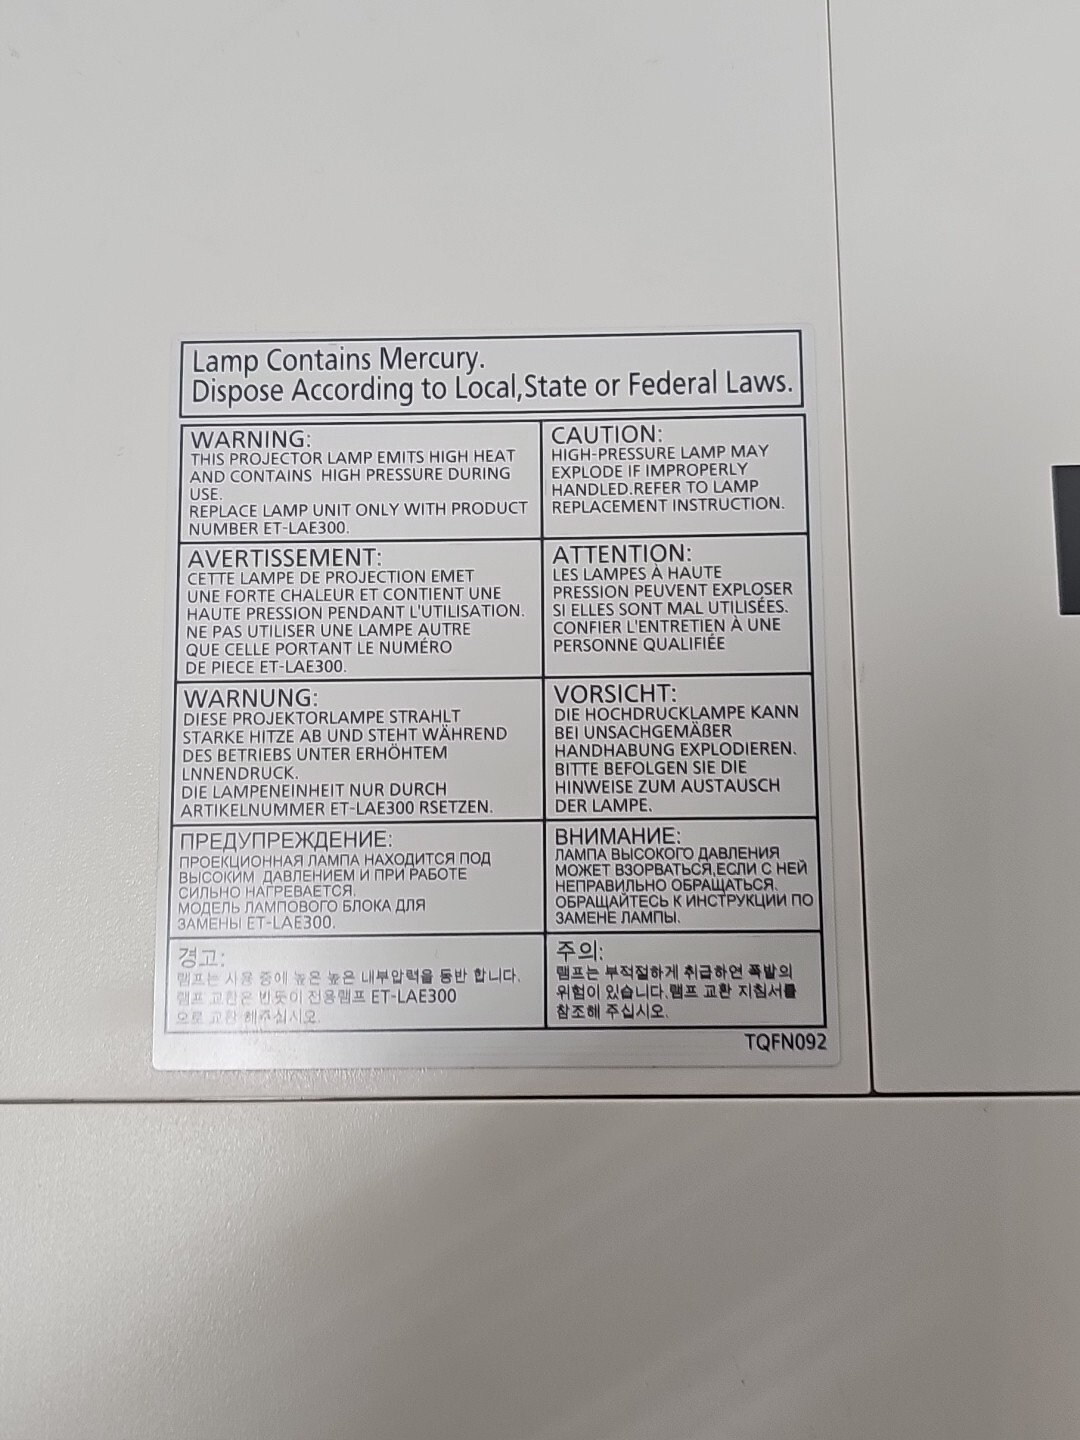 Lamp Contains Mercury.
Dispose According to Local,State or Federal Laws.
WARNING:
THIS PROJECTOR LAMP EMITS HIGH HEAT
AND CONTAINS HIGH PRESSURE DURING
USE.
REPLACE LAMP UNIT ONLY WITH PRODUCT
NUMBER ET-LAE300.
CAUTION:
HIGH-PRESSURE LAMP MAY
EXPLODE IF IMPROPERLY
HANDLED.REFER TO LAMP
REPLACEMENT INSTRUCTION.
AVERTISSEMENT:
CETTE LAMPE DE PROJECTION EMET
UNE FORTE CHALEUR ET CONTIENT UNE
HAUTE PRESSION PENDANT L'UTILISATION.
NE PAS UTILISER UNE LAMPE AUTRE
QUE CELLE PORTANT LE NUMÉRO
DE PIECE ET-LAE300.
ATTENTION:
LES LAMPES À HAUTE
PRESSION PEUVENT EXPLOSER
SI ELLES SONT MAL UTILISÉES.
CONFIER L'ENTRETIEN À UNE
PERSONNE QUALIFIÉE
WARNUNG:
DIESE PROJEKTORLAMPE STRAHLT
STARKE HITZE AB UND STEHT WÄHREND
DES BETRIEBS UNTER ERHÖHTEM
LNNENDRUCK.
DIE LAMPENEINHEIT NUR DURCH
ARTIKELNUMMER ET-LAE300 RSETZEN.
VORSICHT:
DIE HOCHDRUCKLAMPE KANN
BEI UNSACHGEMÄßER
HANDHABUNG EXPLODIEREN.
BITTE BEFOLGEN SIE DIE
HINWEISE ZUM AUSTAUSCH
DER LAMPE.
ПРЕДУПРЕЖДЕНИЕ:
ПРОЕКЦИОННАЯ ЛАМПА НАХОДИТСЯ ПОД
ВЫСОКИМ ДАВЛЕНИЕМ И ПРИ РАБОТЕ
СИЛЬНО НАГРЕВАЕТСЯ.
МОДЕЛЬ ЛАМПОВОГО БЛОКА ДЛЯ
ЗАМЕНЫ ET-LAE300.
ВНИМАНИЕ:
ЛАМПА ВЫСОКОГО ДАВЛЕНИЯ
МОЖЕТ ВЗОРВАТЬСЯ,ЕСЛИ С НЕЙ
НЕПРАВИЛЬНО ОБРАЩАТЬСЯ.
ОБРАЩАЙТЕСЬ К ИНСТРУКЦИИ ПО
ЗАМЕНЕ ЛАМПЫ.
경고:
램프는 사용 중에 높은 높은 내부압력을 동반 합니다.
램프 교환은 반듯이 전용램프 ET-LAE300
으로 교환 해주십시오.
주의:
램프는 부적절하게 취급하면 폭발의
위험이 있습니다.램프 교환 지침서를
참조해 주십시오.
TQFN092